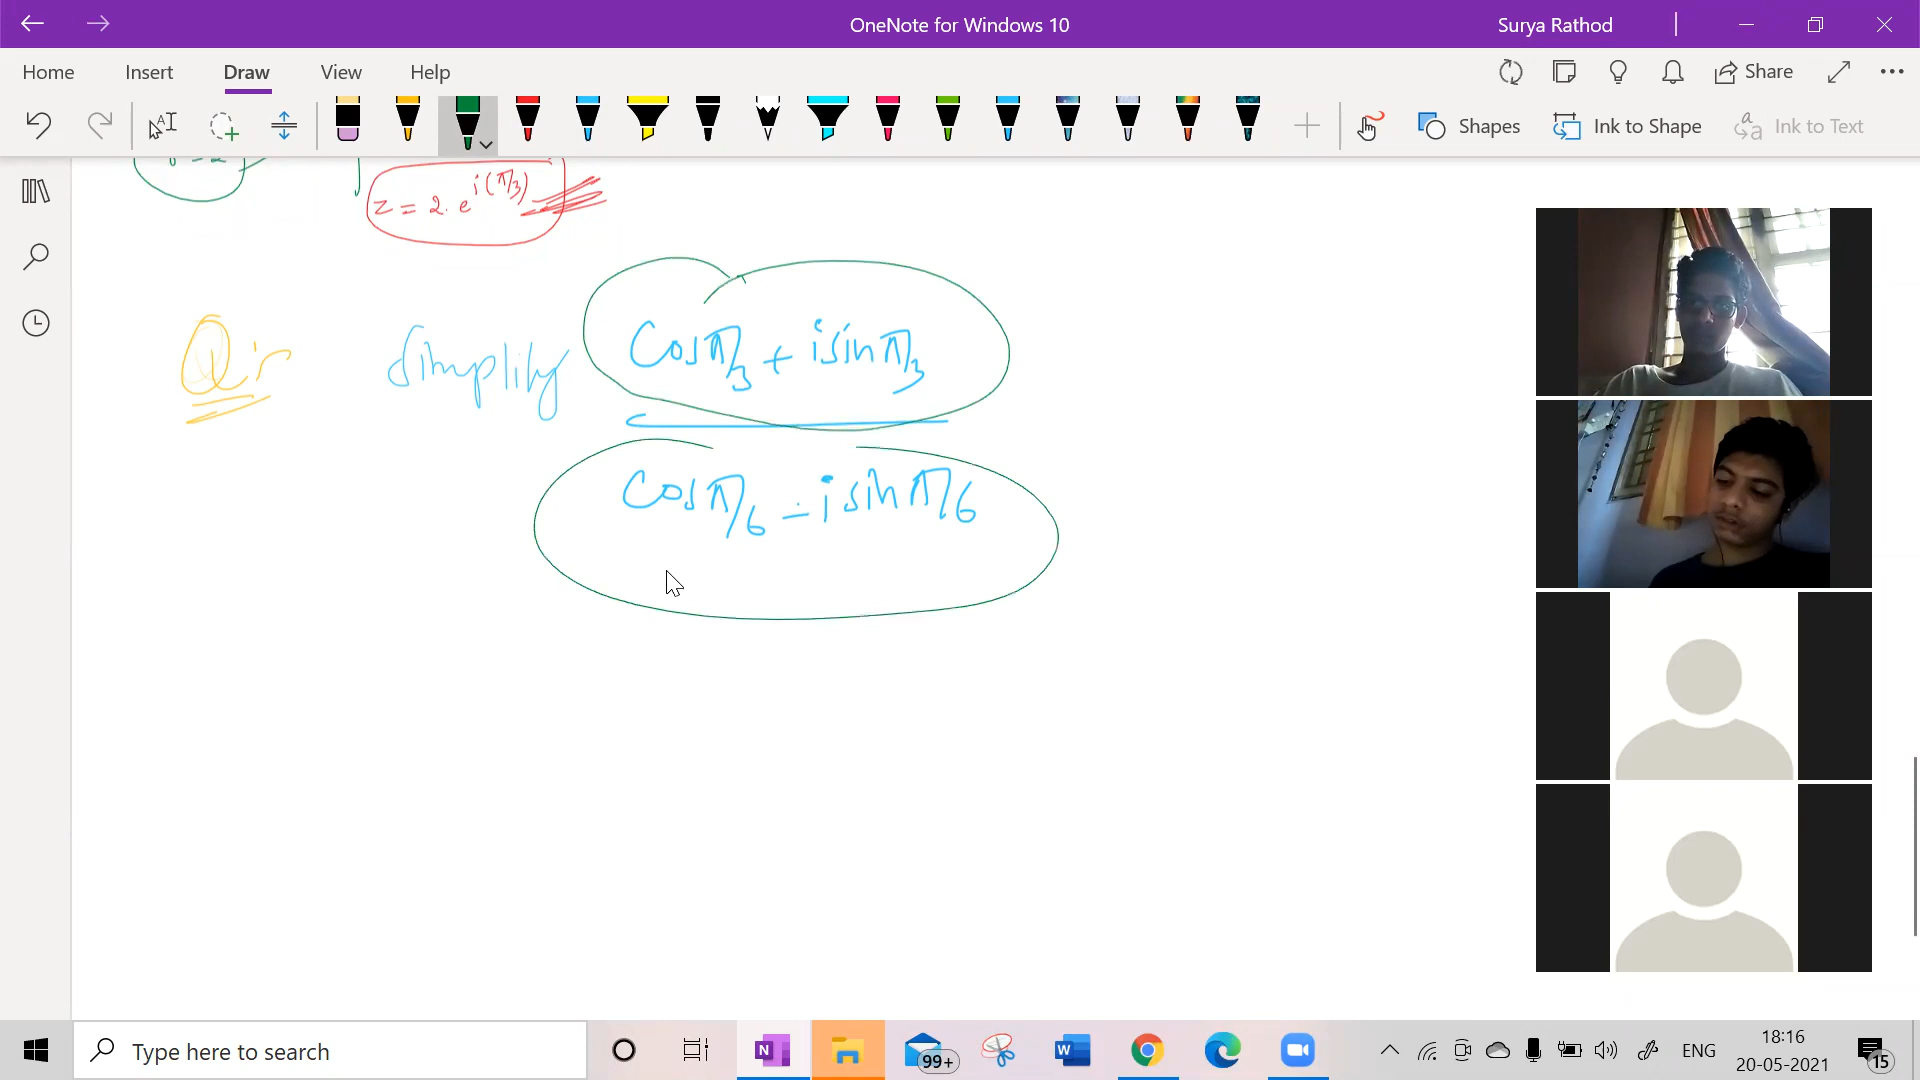 OneNote for Windows 10
Surya Rathod
Home Insert Draw View Help
Share
Shapes Ink to Shape Ink to Text
z = 2. e^i(π/3)
Simplify Cos π/3 + i sin π/3
Cos π/6 - i sin π/6
Type here to search
99+
ENG
18:16
20-05-2021
15